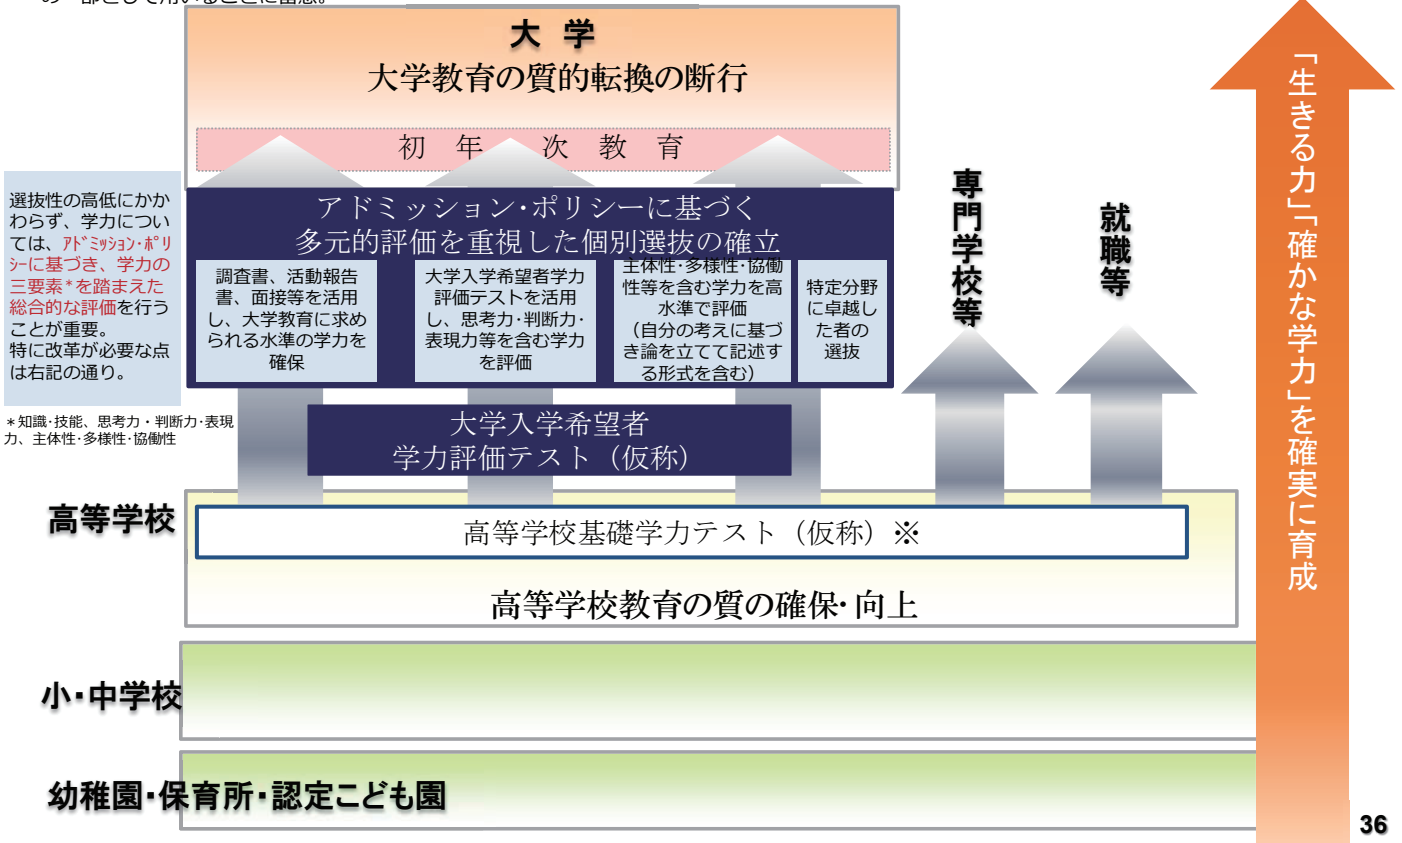 大 学
大学教育の質的転換の断行
初 年 次 教 育
選抜性の高低にかか
わらず、学力につい
ては、ｱﾄﾞﾐｯｼｮﾝ・ﾎﾟﾘ
ｼｰに基づき、学力の
三要素*を踏まえた
総合的な評価を行う
ことが重要。
特に改革が必要な点
は右記の通り。
＊知識・技能、思考力・判断力・表現
力、主体性・多様性・協働性
アドミッション・ポリシーに基づく
多元的評価を重視した個別選抜の確立
調査書、活動報告
書、面接等を活用
し、大学教育に求め
られる水準の学力を
確保
大学入学希望者学力
評価テストを活用
し、思考力・判断力・
表現力等を含む学力
を評価
主体性・多様性・協働
性等を含む学力を高
水準で評価
（自分の考えに基づ
き論を立てて記述す
る形式を含む）
特定分野
に卓越し
た者の
選抜
専門学校等
就職等
大学入学希望者
学力評価テスト（仮称）
高等学校
高等学校基礎学力テスト（仮称）※
高等学校教育の質の確保・向上
小・中学校
幼稚園・保育所・認定こども園
「生きる力」「確かな学力」を確実に育成
36